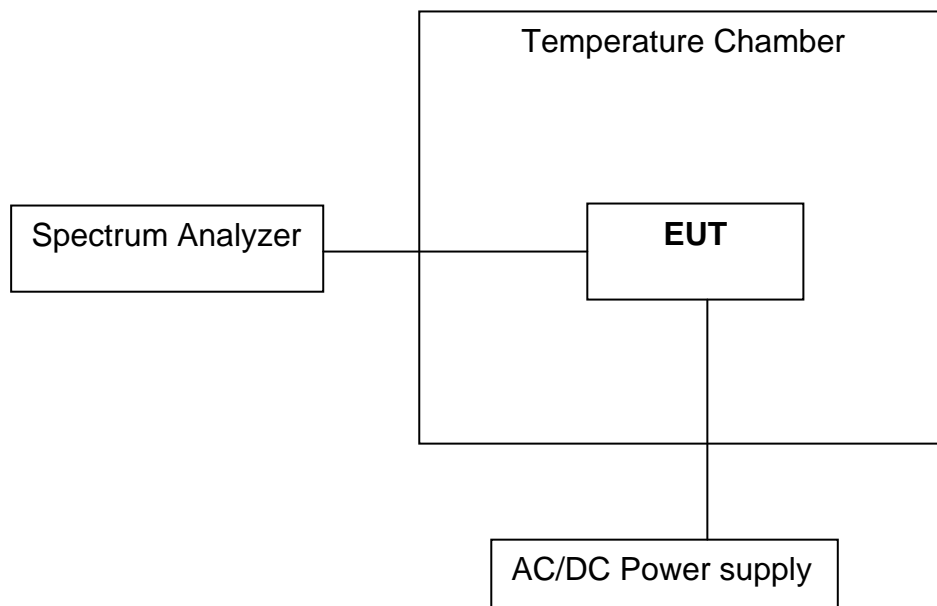 Temperature Chamber
Spectrum Analyzer
EUT
AC/DC Power supply